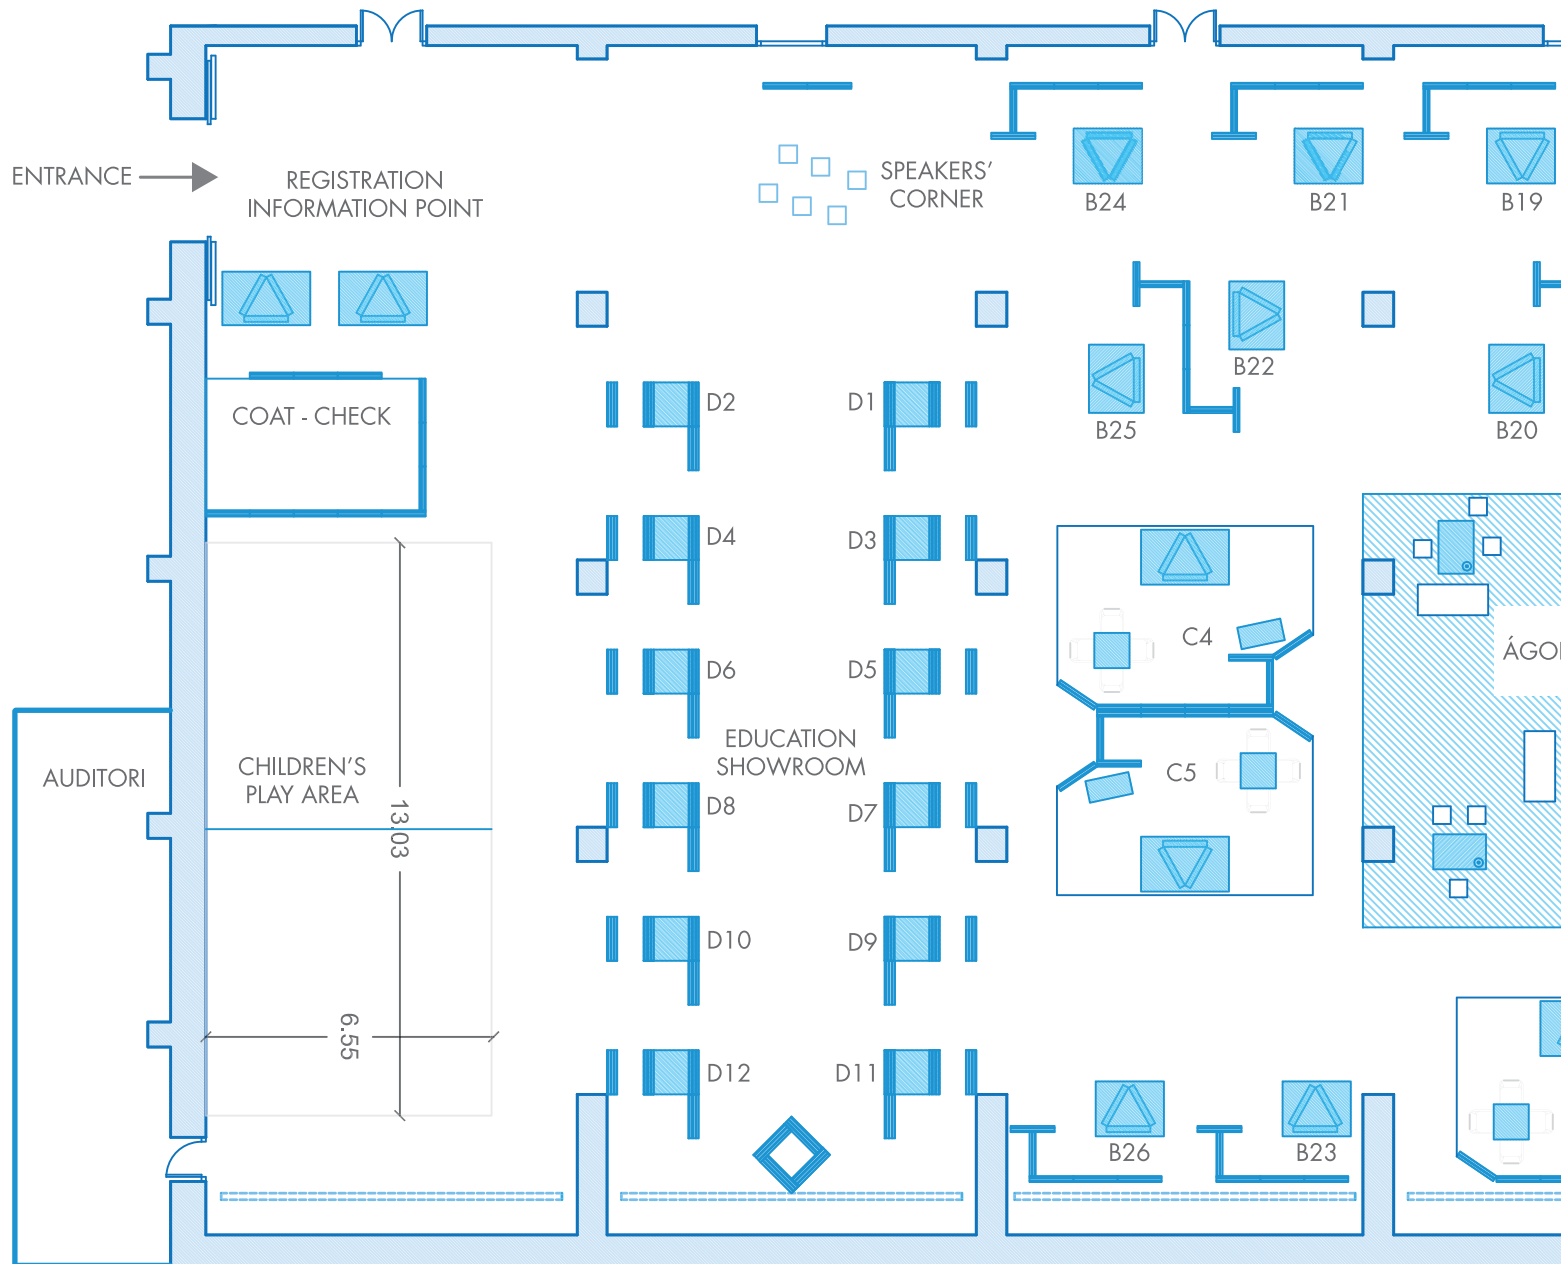 ENTRANCE
REGISTRATION
INFORMATION POINT
SPEAKERS’
CORNER
B24
B21
B19
B22
B25
B20
COAT - CHECK
D2
D1
D4
D3
D6
D5
C4
EDUCATION
SHOWROOM
C5
AUDITORI
CHILDREN’S
PLAY AREA
13.03
D8
D7
D10
D9
6.55
D12
D11
B26
B23